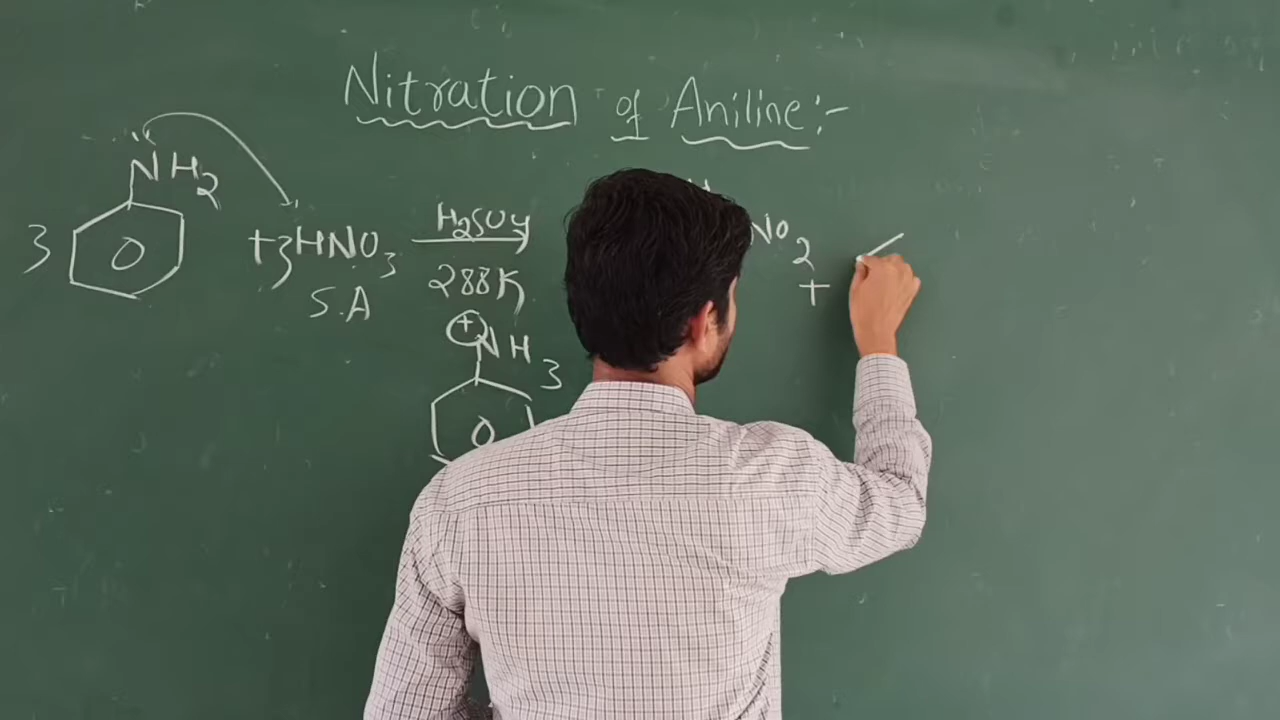 Nitration of Aniline:-
NH2
3 + 3HNO3
S.A
H2SO4
288K
NO2
+
+NH3